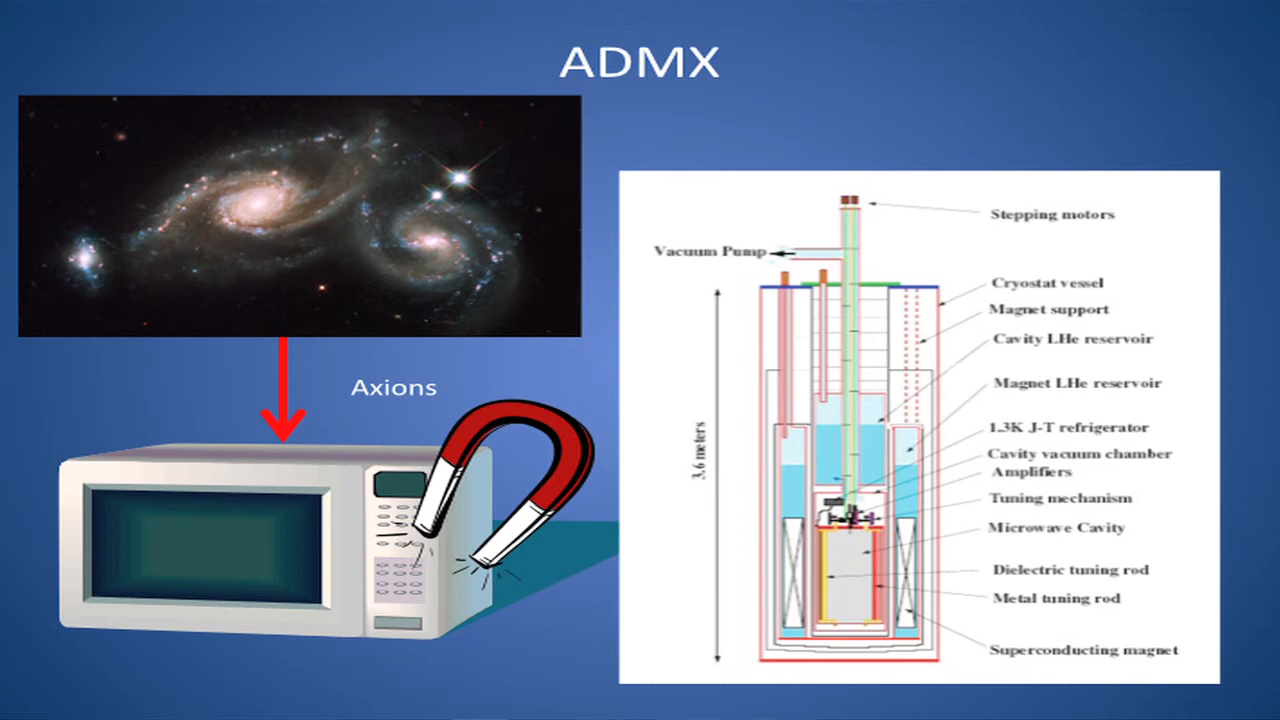 ADMX
Axions
Stepping motors
Vacuum Pump
Cryostat vessel
Magnet support
Cavity LHe reservoir
Magnet LHe reservoir
3.6 meters
1.3K J-T refrigerator
Cavity vacuum chamber
Amplifiers
Tuning mechanism
Microwave Cavity
Dielectric tuning rod
Metal tuning rod
Superconducting magnet